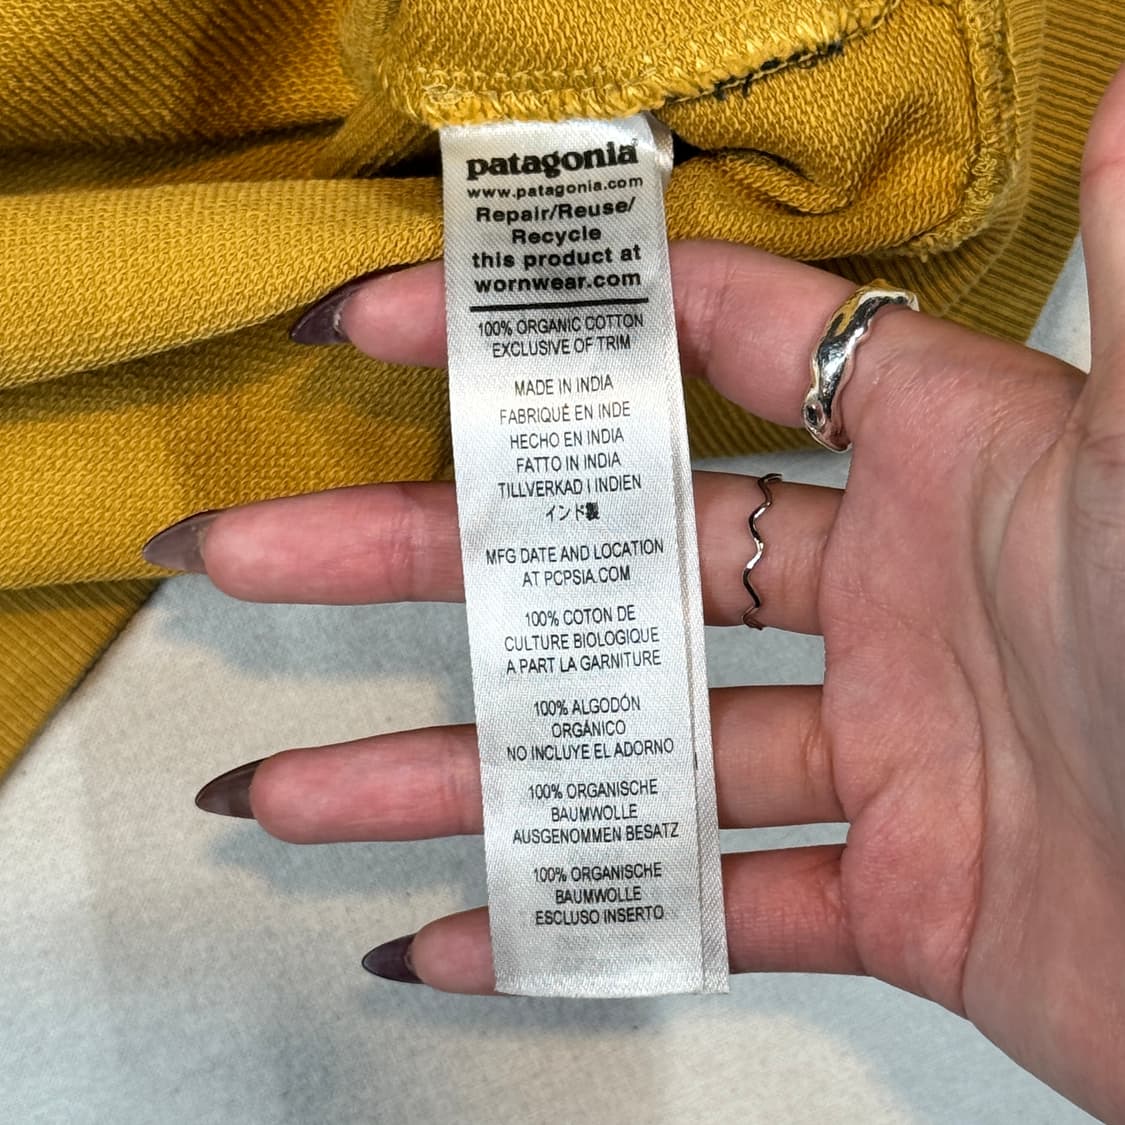 patagonia
www.patagonia.com
Repair/Reuse/
Recycle
this product at
wornwear.com
100% ORGANIC COTTON
EXCLUSIVE OF TRIM
MADE IN INDIA
FABRIQUÉ EN INDE
HECHO EN INDIA
FATTO IN INDIA
TILLVERKAD I INDIEN
インド製
MFG DATE AND LOCATION
AT PCPSIA.COM
100% COTON DE
CULTURE BIOLOGIQUE
A PART LA GARNITURE
100% ALGODÓN
ORGÁNICO
NO INCLUYE EL ADORNO
100% ORGANISCHE
BAUMWOLLE
AUSGENOMMEN BESATZ
100% ORGANISCHE
BAUMWOLLE
ESCLUSO INSERTO